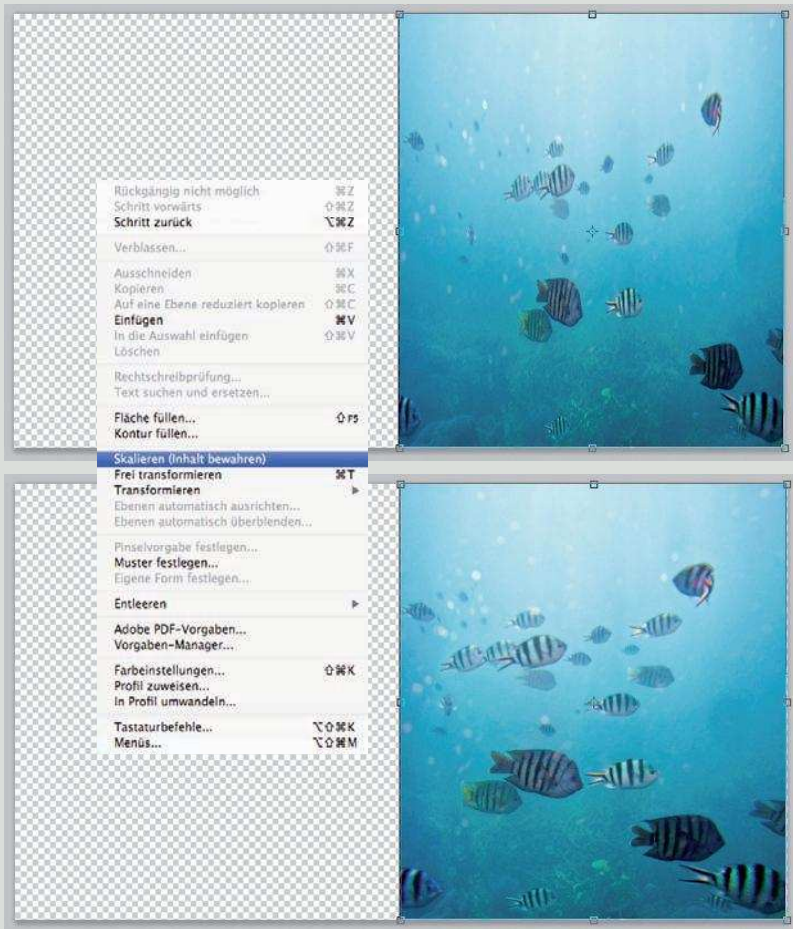 Rückgängig nicht möglich ⌘Z
Schritt vorwärts ⇧⌘Z
Schritt zurück ⌥⌘Z
Verblassen... ⇧⌘F
Ausschneiden ⌘X
Kopieren ⌘C
Auf eine Ebene reduziert kopieren ⇧⌘C
Einfügen ⌘V
In die Auswahl einfügen ⇧⌘V
Löschen
Rechtschreibprüfung...
Text suchen und ersetzen...
Fläche füllen... ⇧F5
Kontur füllen...
Skalieren (Inhalt bewahren)
Frei transformieren ⌘T
Transformieren ▶
Ebenen automatisch ausrichten...
Ebenen automatisch überblenden...
Pinselvorgabe festlegen...
Muster festlegen...
Eigene Form festlegen...
Entleeren ▶
Adobe PDF-Vorgaben...
Vorgaben-Manager...
Farbeinstellungen... ⇧⌘K
Profil zuweisen...
In Profil umwandeln...
Tastaturbefehle... ⌥⇧⌘K
Menüs... ⌥⇧⌘M